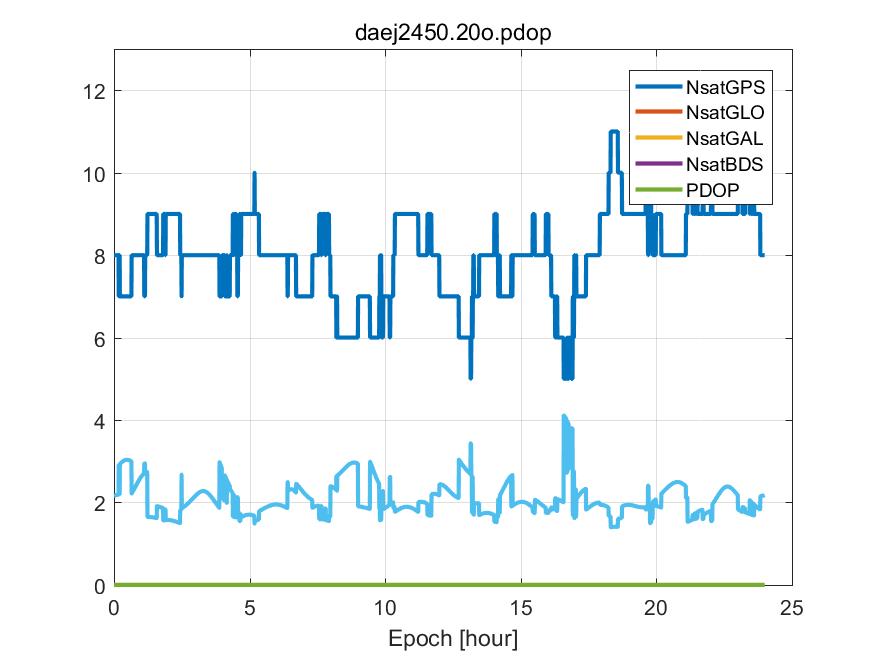 daej2450.20o.pdop
NsatGPS
NsatGLO
NsatGAL
NsatBDS
PDOP
12
10
8
6
4
2
0
0 5 10 15 20 25
Epoch [hour]